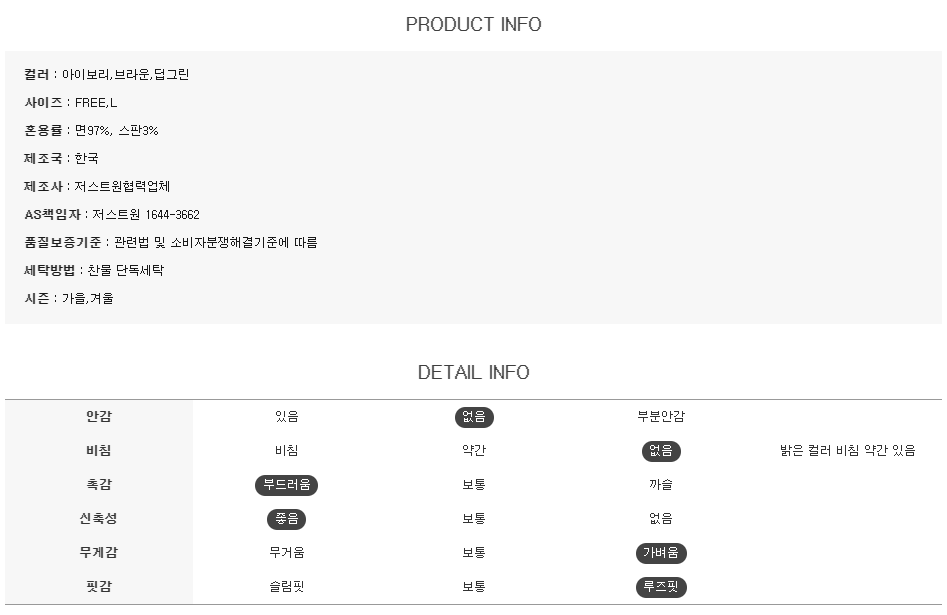 PRODUCT INFO
컬러 : 아이보리,브라운,딥그린
사이즈 : FREE,L
혼용률 : 면97%, 스판3%
제조국 : 한국
제조사 : 저스트원협력업체
AS책임자 : 저스트원 1644-3662
품질보증기준 : 관련법 및 소비자분쟁해결기준에 따름
세탁방법 : 찬물 단독세탁
시즌 : 가을,겨울
DETAIL INFO
안감 있음 없음 부분안감
비침 비침 약간 없음 밝은 컬러 비침 약간 있음
촉감 부드러움 보통 까슬
신축성 좋음 보통 없음
무게감 무거움 보통 가벼움
핏감 슬림핏 보통 루즈핏